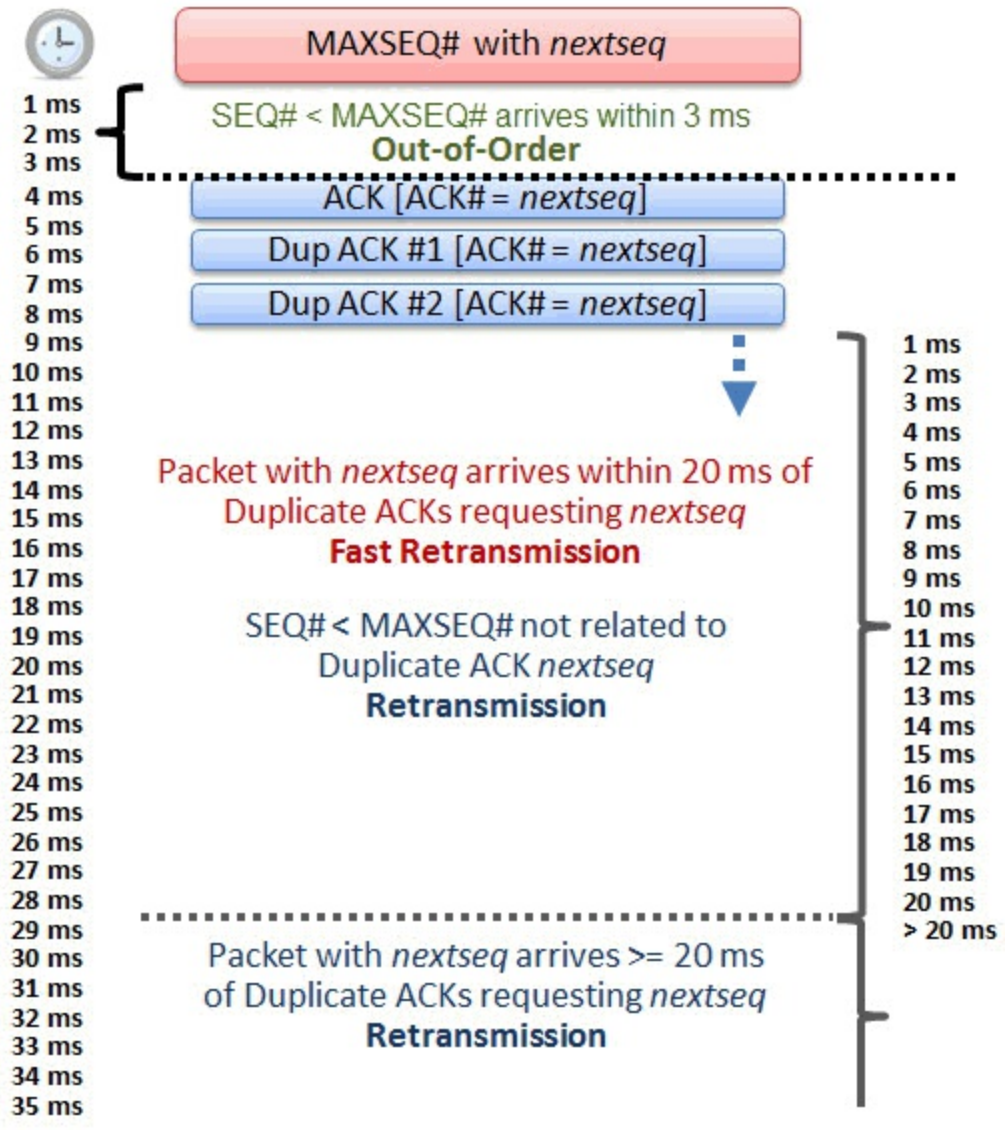 MAXSEQ# with nextseq
1 ms
2 ms
3 ms
SEQ# < MAXSEQ# arrives within 3 ms
Out-of-Order
4 ms
5 ms
6 ms
7 ms
8 ms
9 ms
10 ms
11 ms
12 ms
13 ms
14 ms
15 ms
16 ms
17 ms
18 ms
19 ms
20 ms
21 ms
22 ms
23 ms
24 ms
25 ms
26 ms
27 ms
28 ms
29 ms
30 ms
31 ms
32 ms
33 ms
34 ms
35 ms
ACK [ACK# = nextseq]
Dup ACK #1 [ACK# = nextseq]
Dup ACK #2 [ACK# = nextseq]
Packet with nextseq arrives within 20 ms of
Duplicate ACKs requesting nextseq
Fast Retransmission
SEQ# < MAXSEQ# not related to
Duplicate ACK nextseq
Retransmission
Packet with nextseq arrives >= 20 ms
of Duplicate ACKs requesting nextseq
Retransmission
1 ms
2 ms
3 ms
4 ms
5 ms
6 ms
7 ms
8 ms
9 ms
10 ms
11 ms
12 ms
13 ms
14 ms
15 ms
16 ms
17 ms
18 ms
19 ms
20 ms
> 20 ms